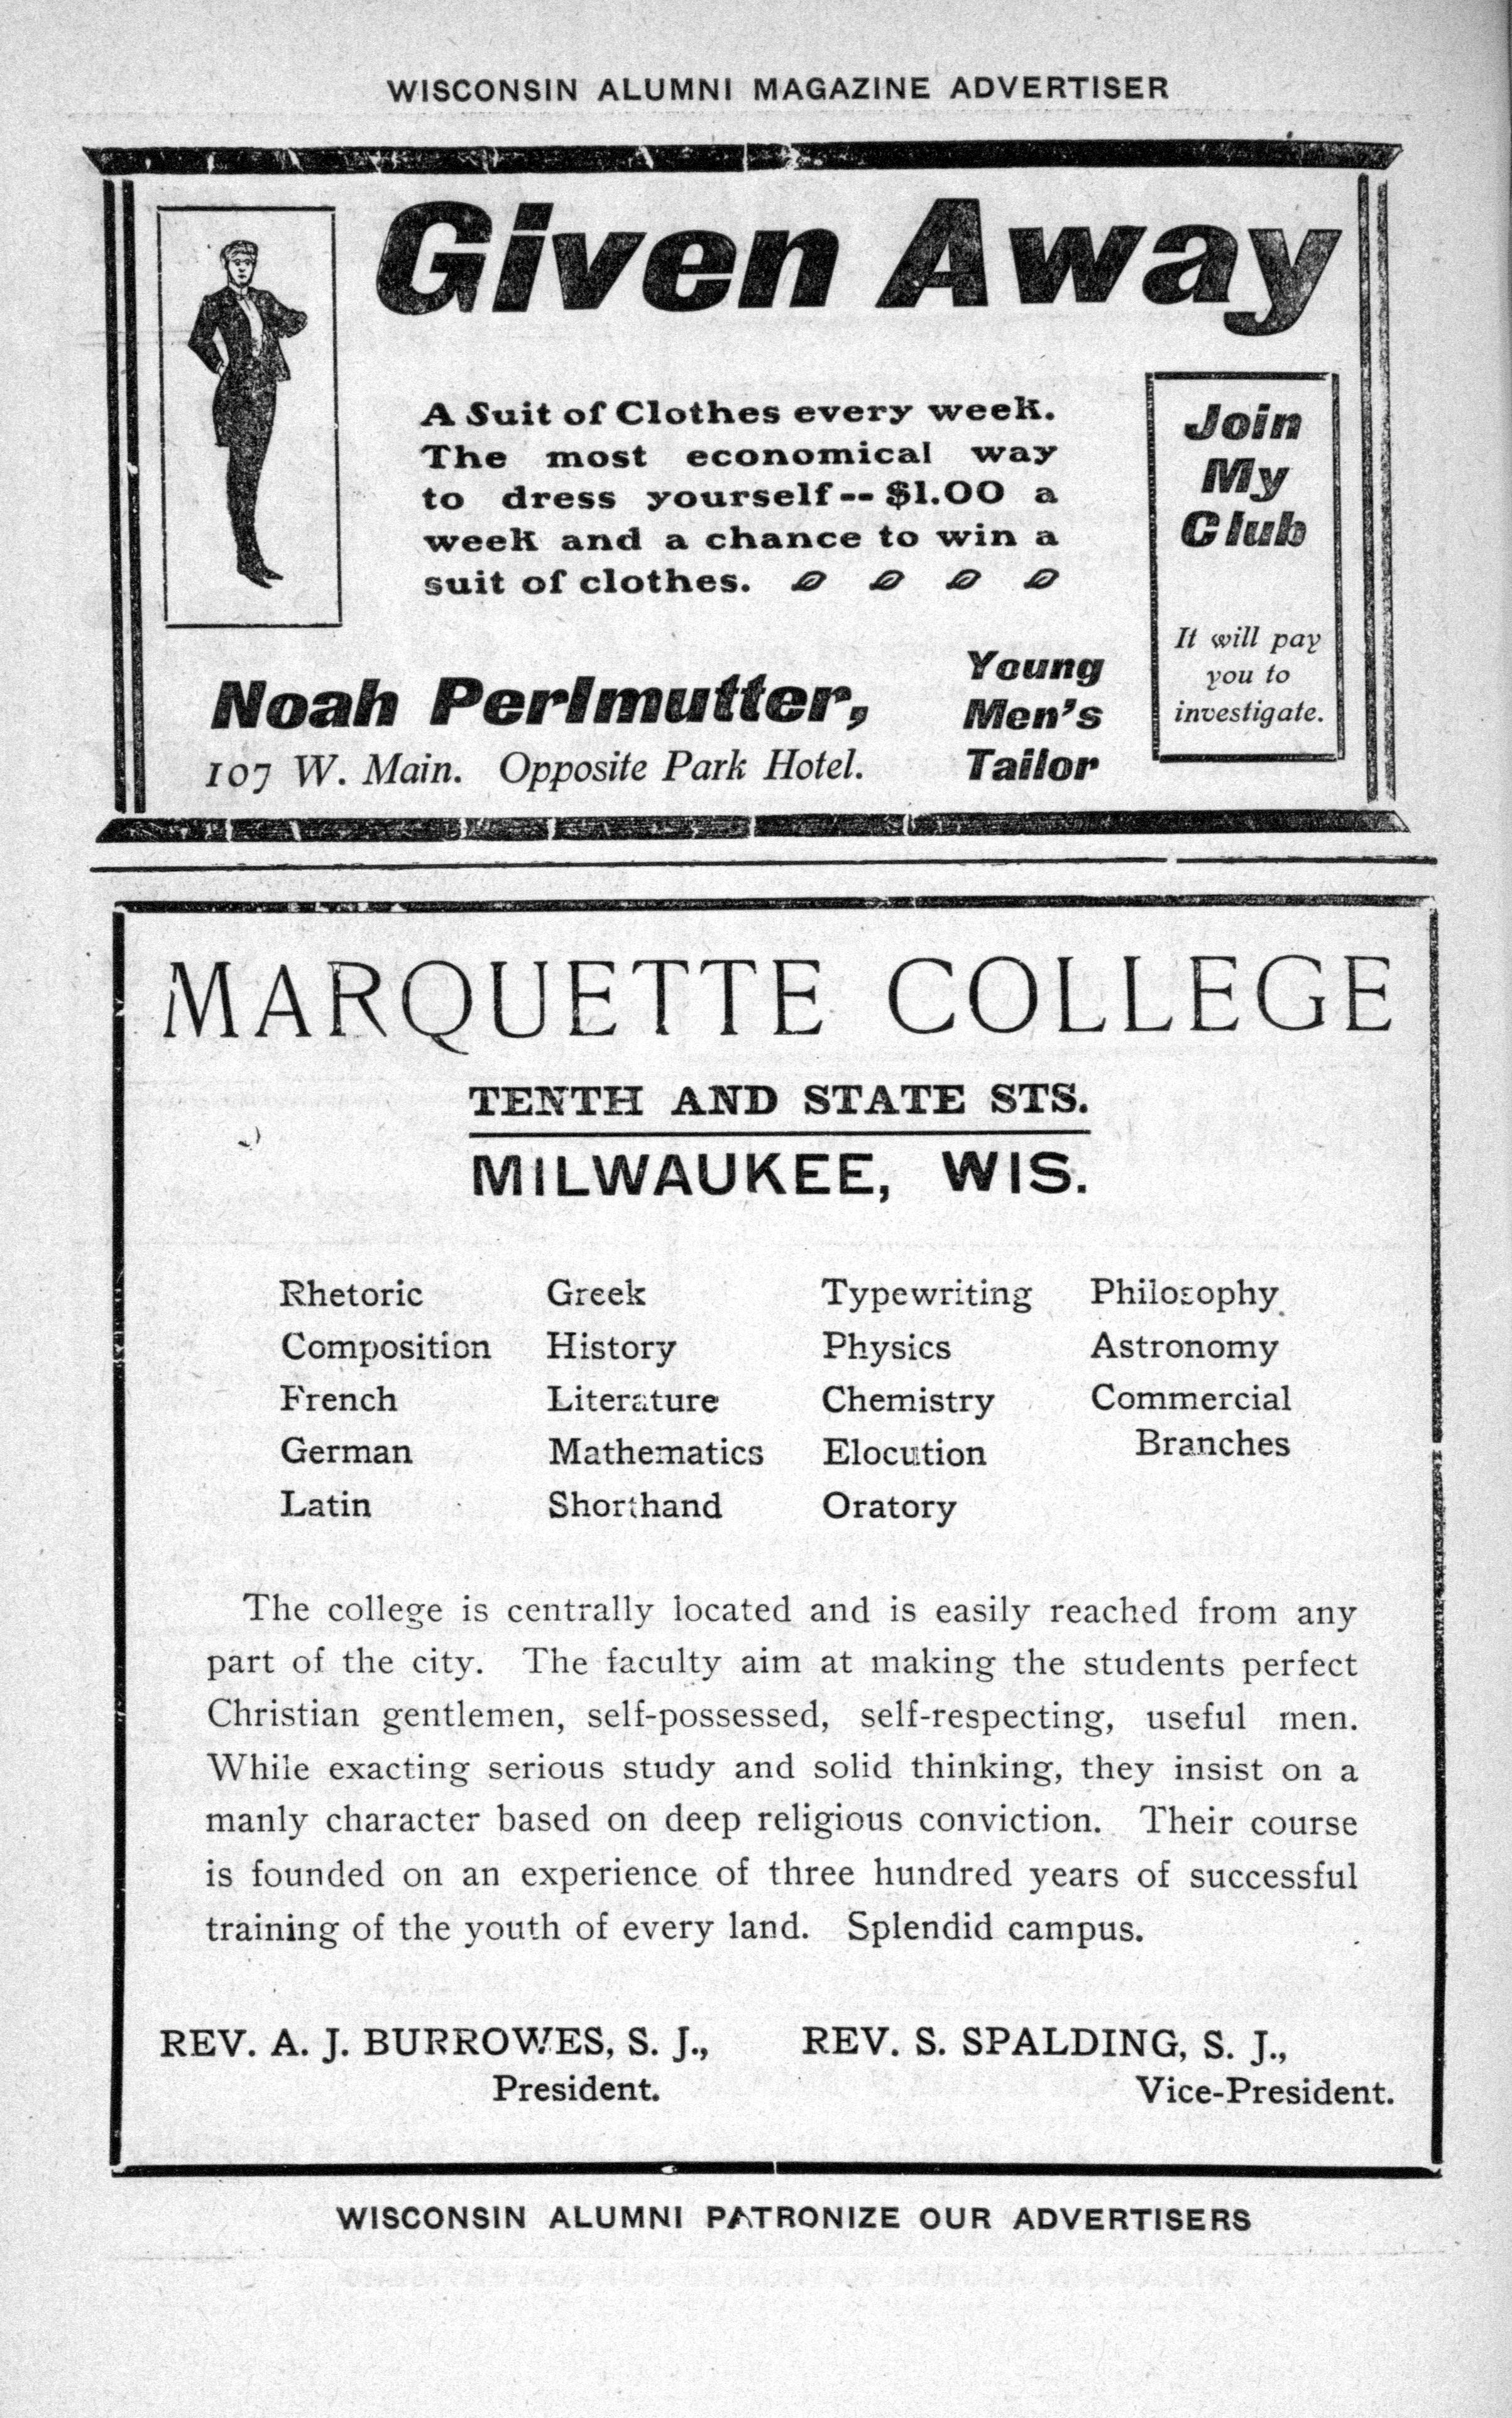 WISCONSIN ALUMNI MAGAZINE ADVERTISER
Given Away
A Suit of Clothes every week.
The most economical way
to dress yourself--$1.00 a
week and a chance to win a
suit of clothes.
Join
My
Club
It will pay
you to
investigate.
Noah Perlmutter,
107 W. Main. Opposite Park Hotel.
Young
Men's
Tailor
MARQUETTE COLLEGE
TENTH AND STATE STS.
MILWAUKEE, WIS.
Rhetoric Greek Typewriting Philosophy
Composition History Physics Astronomy
French Literature Chemistry Commercial
German Mathematics Elocution Branches
Latin Shorthand Oratory
The college is centrally located and is easily reached from any
part of the city. The faculty aim at making the students perfect
Christian gentlemen, self-possessed, self-respecting, useful men.
While exacting serious study and solid thinking, they insist on a
manly character based on deep religious conviction. Their course
is founded on an experience of three hundred years of successful
training of the youth of every land. Splendid campus.
REV. A. J. BURROWES, S. J., REV. S. SPALDING, S. J.,
President. Vice-President.
WISCONSIN ALUMNI PATRONIZE OUR ADVERTISERS